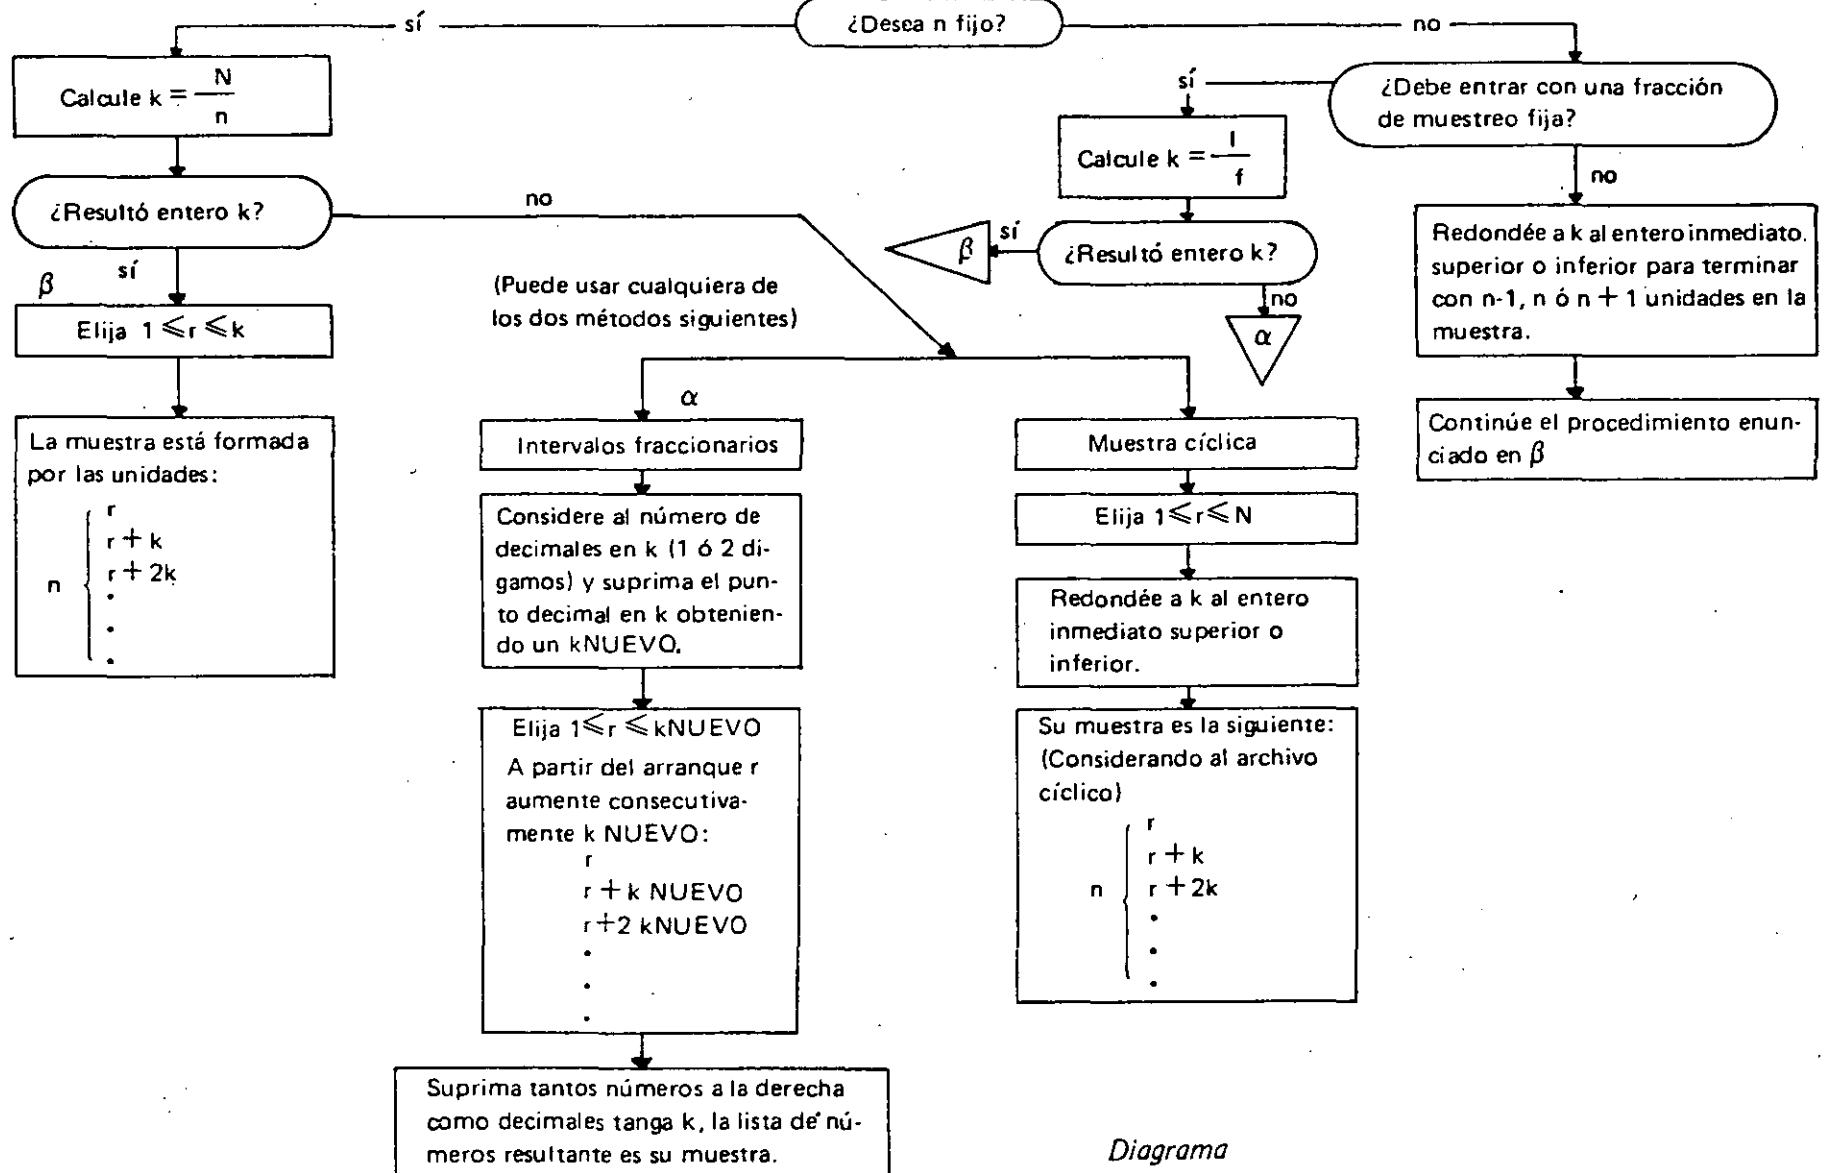 ¿Desea n fijo?
sí
no
Calcule k = N
n
¿Resultó entero k?
sí
no
β
Elija 1 ⩽ r ⩽ k
La muestra está formada
por las unidades:
n
r
r + k
r + 2k
.
.
.
(Puede usar cualquiera de
los dos métodos siguientes)
α
Intervalos fraccionarios
Considere al número de
decimales en k (1 ó 2 di-
gamos) y suprima el pun-
to decimal en k obtenien-
do un kNUEVO.
Elija 1⩽r ⩽ kNUEVO
A partir del arranque r
aumente consecutiva-
mente k NUEVO:
r
r + k NUEVO
r+2 kNUEVO
.
.
.
Suprima tantos números a la derecha
como decimales tanga k, la lista de nú-
meros resultante es su muestra.
Muestra cíclica
Elija 1⩽r⩽N
Redondée a k al entero
inmediato superior o
inferior.
Su muestra es la siguiente:
(Considerando al archivo
cíclico)
n
r
r + k
r + 2k
.
.
.
¿Debe entrar con una fracción
de muestreo fija?
sí
Calcule k = I
f
¿Resultó entero k?
sí
β
no
α
no
Redondée a k al entero inmediato.
superior o inferior para terminar
con n-1, n ó n + 1 unidades en la
muestra.
Continúe el procedimiento enun-
ciado en β
Diagrama